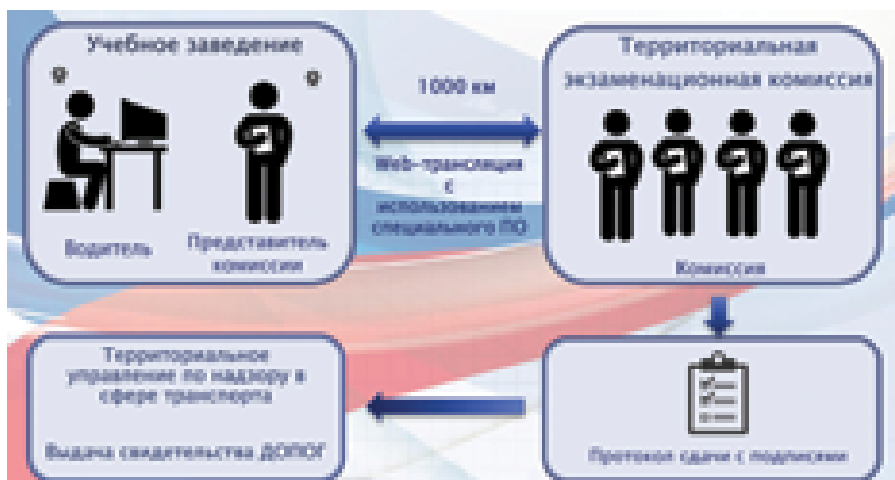 Учебное заведение
Водитель
Представитель
комиссии
1000 км
Web-трансляция
с
использованием
специального ПО
Территориальная
экзаменационная комиссия
Комиссия
Протокол сдачи с подписями
Территориальное
управление по надзору в
сфере транспорта
Выдача свидетельства ДОПОГ